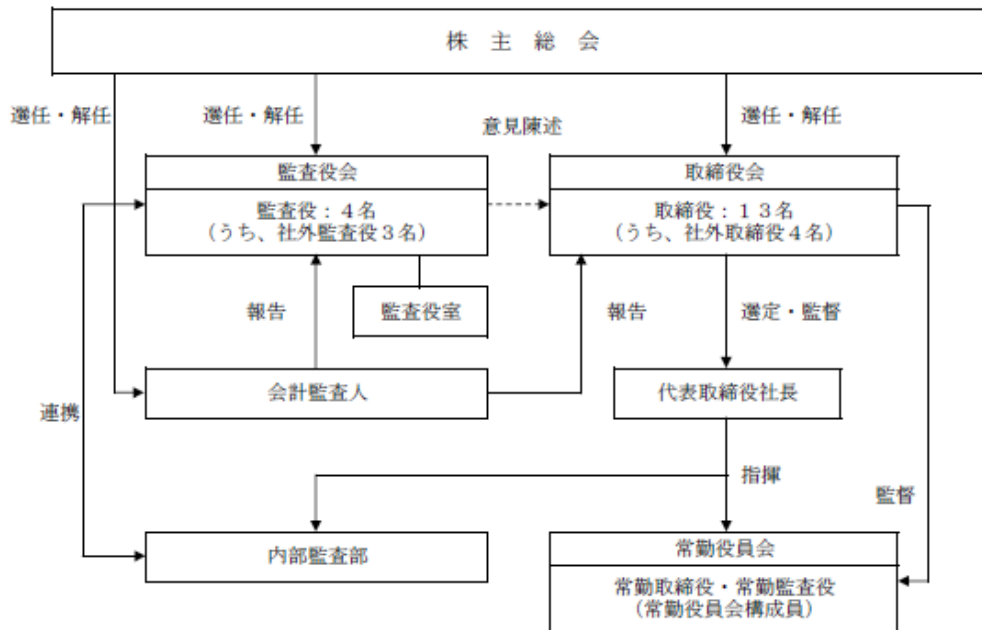 株 主 総 会
選任・解任
選任・解任
選任・解任
意見陳述
監査役会
監査役：４名
（うち、社外監査役３名）
取締役会
取締役：１３名
（うち、社外取締役４名）
監査役室
報告
報告
選定・監督
会計監査人
代表取締役社長
連携
指揮
監督
内部監査部
常勤役員会
常勤取締役・常勤監査役
（常勤役員会構成員）